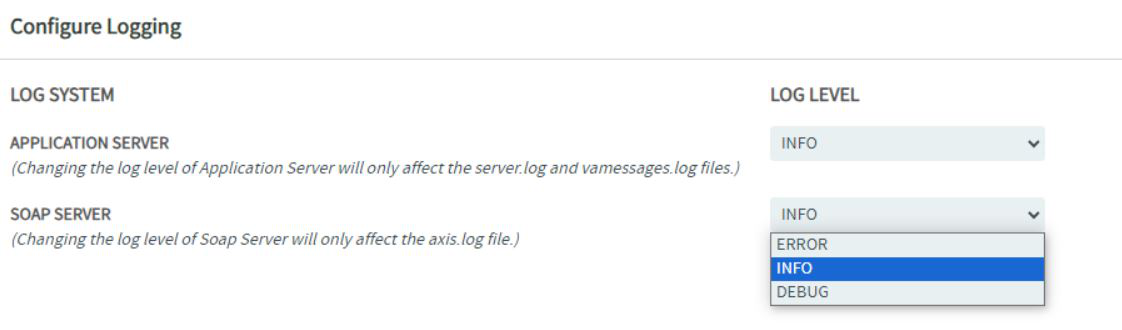 Configure Logging
LOG SYSTEM
LOG LEVEL
APPLICATION SERVER
INFO
(Changing the log level of Application Server will only affect the server.log and vamessages.log files.)
SOAP SERVER
INFO
(Changing the log level of Soap Server will only affect the axis.log file.)
ERROR
INFO
DEBUG